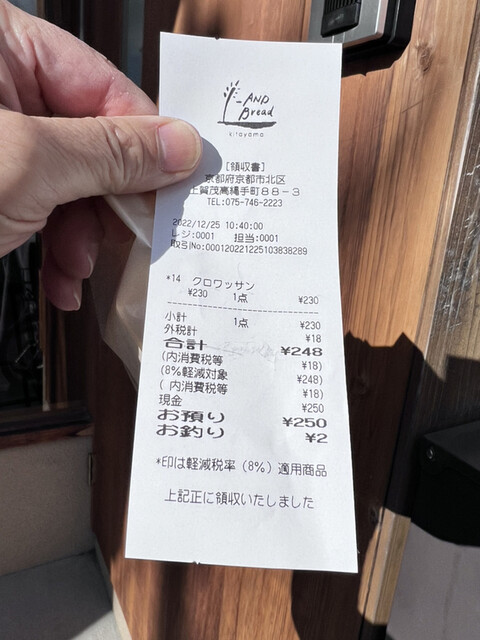 AND
Bread
kitayama
[領収書]
京都府京都市北区
上賀茂高縄手町88-3
TEL:075-746-2223
2022/12/25 10:40:00
レジ:0001 担当:0001
取引No:00012022122510383828​9
*14 クロワッサン
¥230 1点 ¥230
小計 1点 ¥230
外税計 ¥18
合計 ¥248
(内消費税等 ¥18)
(8%軽減対象 ¥248)
( 内消費税等 ¥18)
現金 ¥250
お預り ¥250
お釣り ¥2
*印は軽減税率(8%)適用商品
上記正に領収いたしました